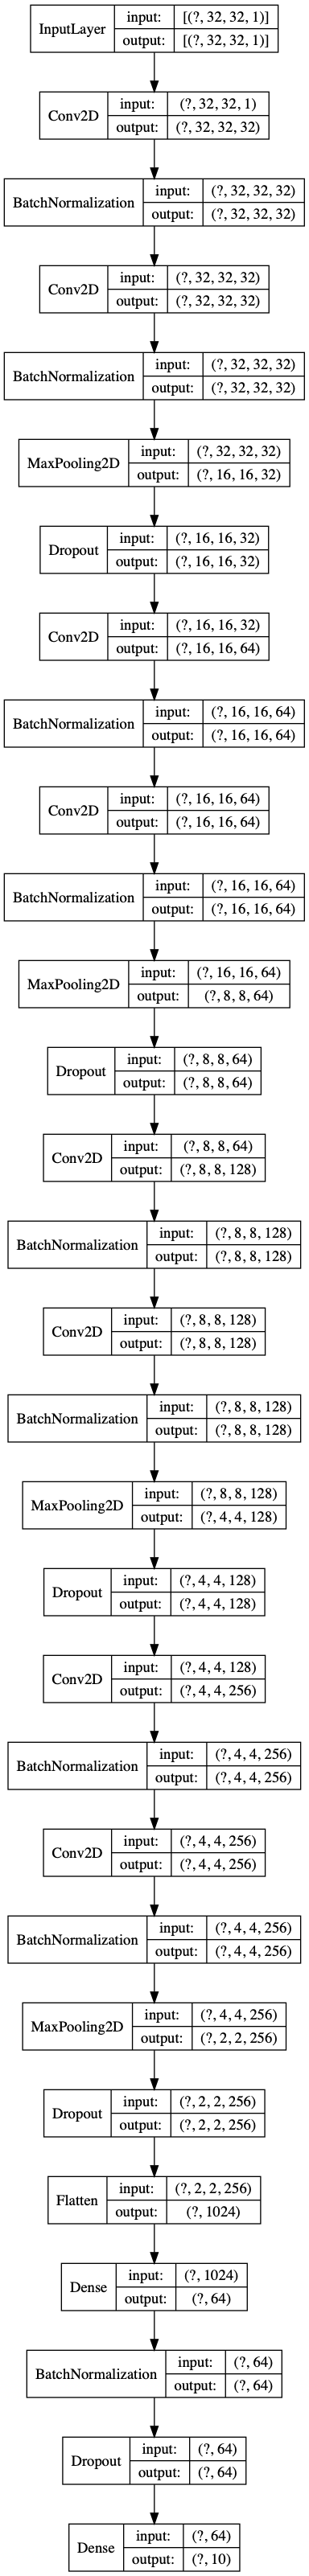 InputLayer
input: [(?, 32, 32, 1)]
output: [(?, 32, 32, 1)]
Conv2D
input: (?, 32, 32, 1)
output: (?, 32, 32, 32)
BatchNormalization
input: (?, 32, 32, 32)
output: (?, 32, 32, 32)
Conv2D
input: (?, 32, 32, 32)
output: (?, 32, 32, 32)
BatchNormalization
input: (?, 32, 32, 32)
output: (?, 32, 32, 32)
MaxPooling2D
input: (?, 32, 32, 32)
output: (?, 16, 16, 32)
Dropout
input: (?, 16, 16, 32)
output: (?, 16, 16, 32)
Conv2D
input: (?, 16, 16, 32)
output: (?, 16, 16, 64)
BatchNormalization
input: (?, 16, 16, 64)
output: (?, 16, 16, 64)
Conv2D
input: (?, 16, 16, 64)
output: (?, 16, 16, 64)
BatchNormalization
input: (?, 16, 16, 64)
output: (?, 16, 16, 64)
MaxPooling2D
input: (?, 16, 16, 64)
output: (?, 8, 8, 64)
Dropout
input: (?, 8, 8, 64)
output: (?, 8, 8, 64)
Conv2D
input: (?, 8, 8, 64)
output: (?, 8, 8, 128)
BatchNormalization
input: (?, 8, 8, 128)
output: (?, 8, 8, 128)
Conv2D
input: (?, 8, 8, 128)
output: (?, 8, 8, 128)
BatchNormalization
input: (?, 8, 8, 128)
output: (?, 8, 8, 128)
MaxPooling2D
input: (?, 8, 8, 128)
output: (?, 4, 4, 128)
Dropout
input: (?, 4, 4, 128)
output: (?, 4, 4, 128)
Conv2D
input: (?, 4, 4, 128)
output: (?, 4, 4, 256)
BatchNormalization
input: (?, 4, 4, 256)
output: (?, 4, 4, 256)
Conv2D
input: (?, 4, 4, 256)
output: (?, 4, 4, 256)
BatchNormalization
input: (?, 4, 4, 256)
output: (?, 4, 4, 256)
MaxPooling2D
input: (?, 4, 4, 256)
output: (?, 2, 2, 256)
Dropout
input: (?, 2, 2, 256)
output: (?, 2, 2, 256)
Flatten
input: (?, 2, 2, 256)
output: (?, 1024)
Dense
input: (?, 1024)
output: (?, 64)
BatchNormalization
input: (?, 64)
output: (?, 64)
Dropout
input: (?, 64)
output: (?, 64)
Dense
input: (?, 64)
output: (?, 10)